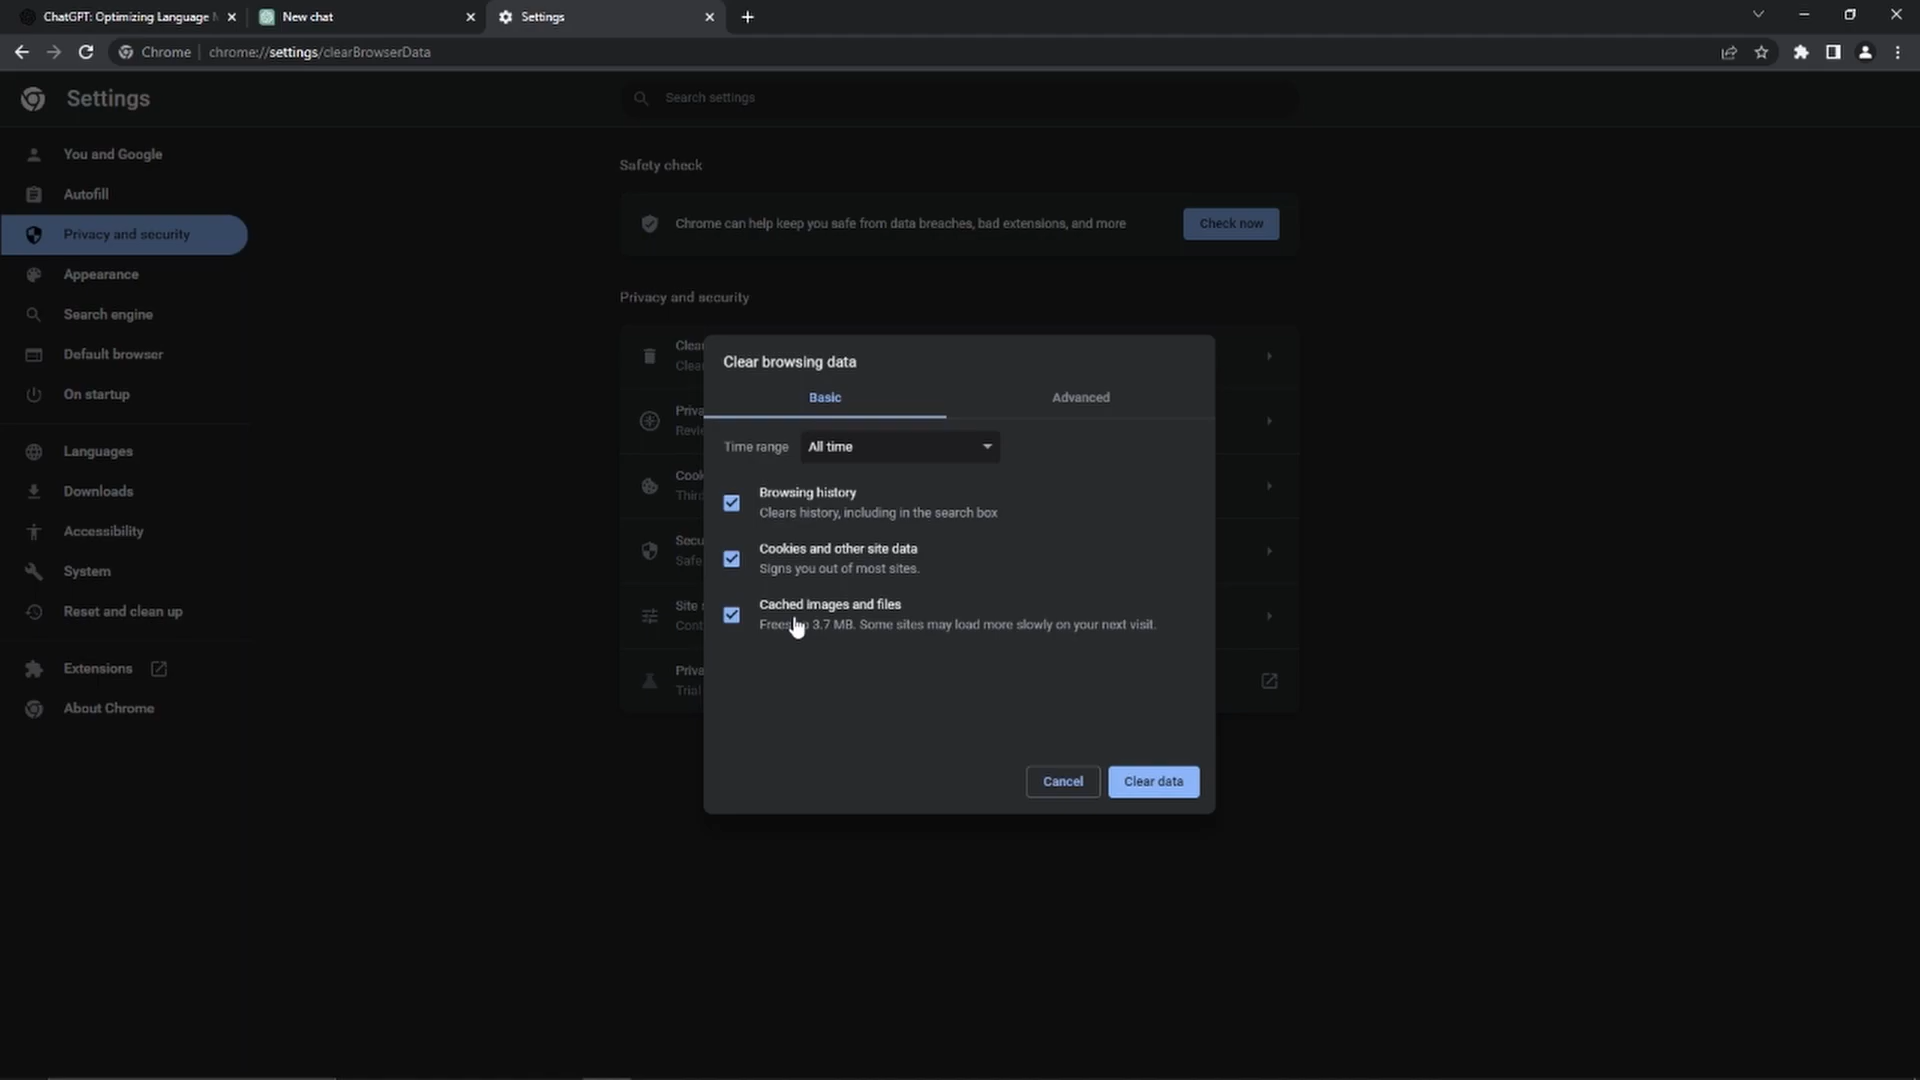 ChatGPT: Optimizing Language
New chat
Settings
Chrome
chrome://settings/clearBrowserData
Settings
Search settings
You and Google
Autofill
Privacy and security
Appearance
Search engine
Default browser
On startup
Languages
Downloads
Accessibility
System
Reset and clean up
Extensions
About Chrome
Safety check
Chrome can help keep you safe from data breaches, bad extensions, and more
Check now
Privacy and security
Clear browsing data
Basic
Advanced
Time range
All time
Browsing history
Clears history, including in the search box
Cookies and other site data
Signs you out of most sites.
Cached images and files
3.7 MB. Some sites may load more slowly on your next visit.
Cancel
Clear data